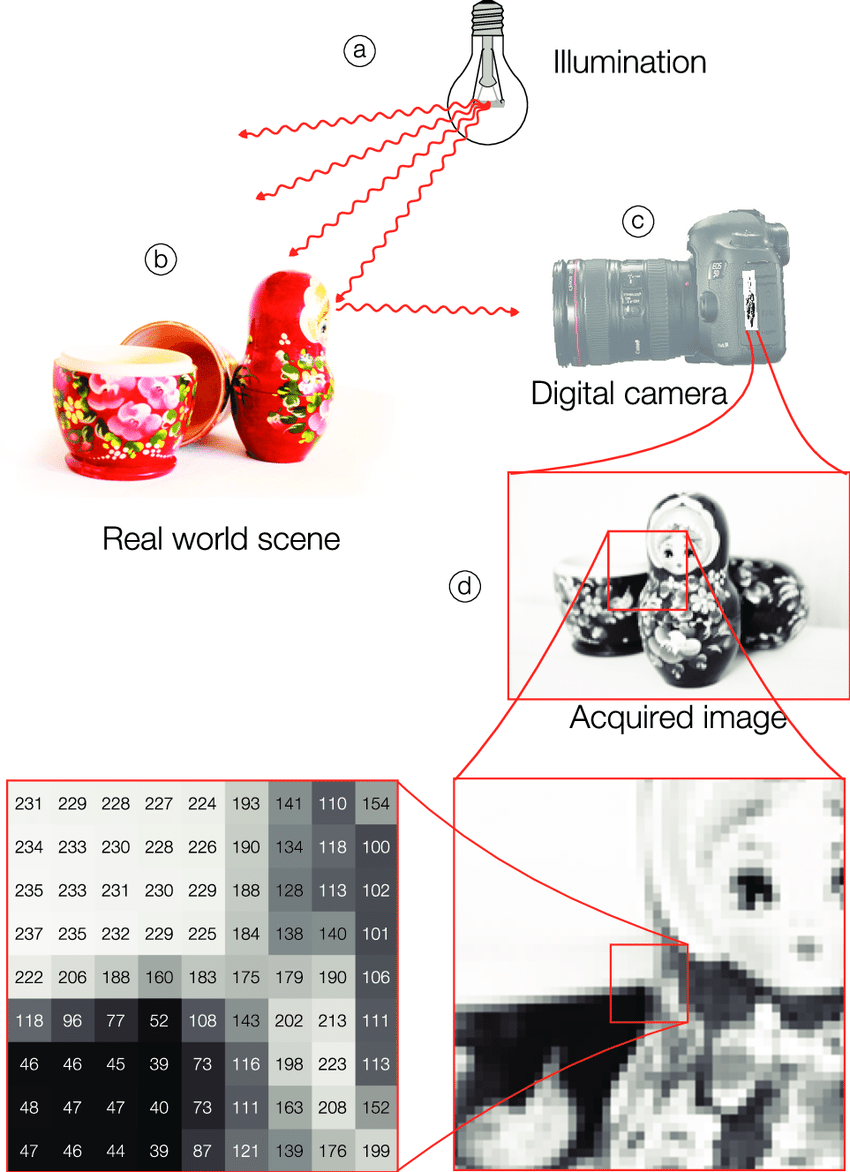 a
Illumination
b
c
EOS
5D
Digital camera
Real world scene
d
Acquired image
231 229 228 227 224 193 141 110 154
234 233 230 228 226 190 134 118 100
235 233 231 230 229 188 128 113 102
237 235 232 229 225 184 138 140 101
222 206 188 160 183 175 179 190 106
118 96 77 52 108 143 202 213 111
46 46 45 39 73 116 198 223 113
48 47 47 40 73 111 163 208 152
47 46 44 39 87 121 139 176 199